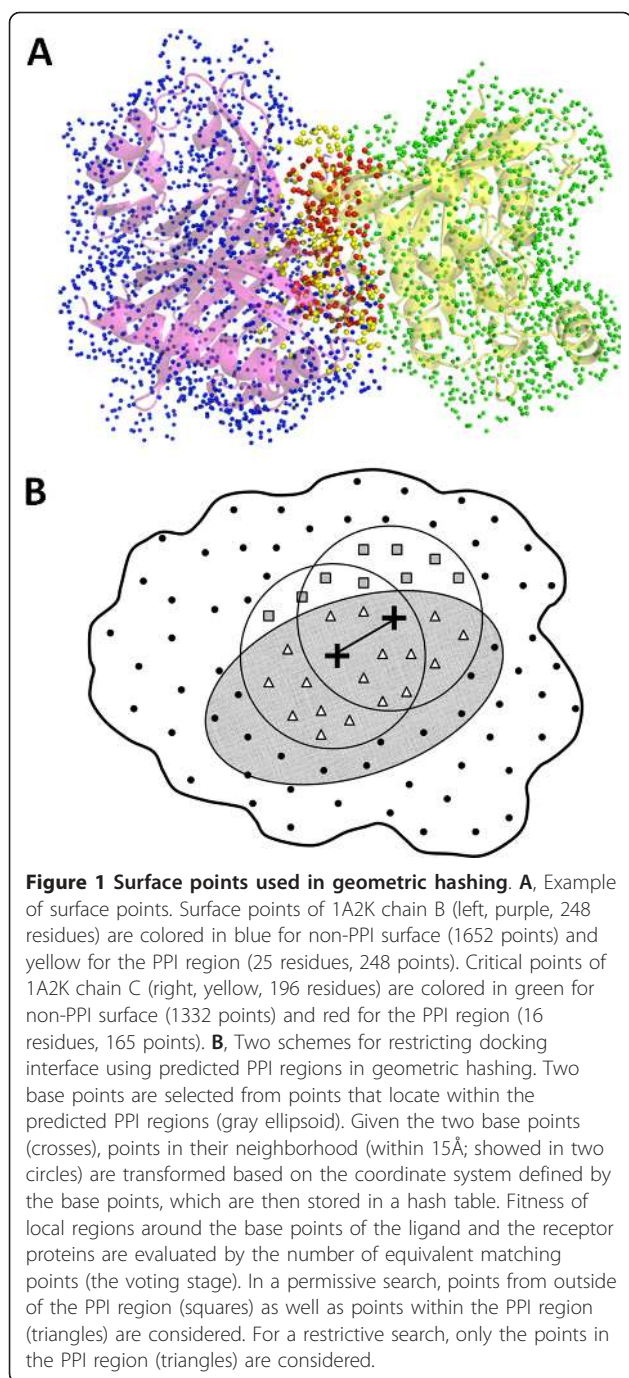 A
B
Figure 1 Surface points used in geometric hashing. A, Example
of surface points. Surface points of 1A2K chain B (left, purple, 248
residues) are colored in blue for non-PPI surface (1652 points) and
yellow for the PPI region (25 residues, 248 points). Critical points of
1A2K chain C (right, yellow, 196 residues) are colored in green for
non-PPI surface (1332 points) and red for the PPI region (16
residues, 165 points). B, Two schemes for restricting docking
interface using predicted PPI regions in geometric hashing. Two
base points are selected from points that locate within the
predicted PPI regions (gray ellipsoid). Given the two base points
(crosses), points in their neighborhood (within 15Å; showed in two
circles) are transformed based on the coordinate system defined by
the base points, which are then stored in a hash table. Fitness of
local regions around the base points of the ligand and the receptor
proteins are evaluated by the number of equivalent matching
points (the voting stage). In a permissive search, points from outside
of the PPI region (squares) as well as points within the PPI region
(triangles) are considered. For a restrictive search, only the points in
the PPI region (triangles) are considered.